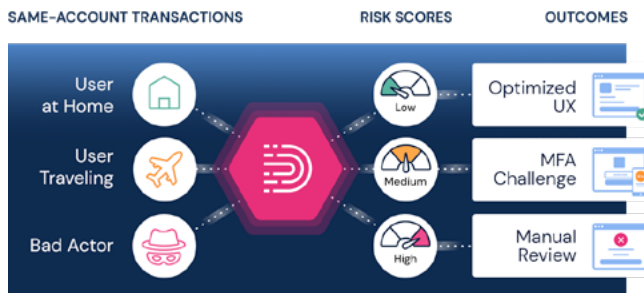 SAME-ACCOUNT TRANSACTIONS
RISK SCORES
OUTCOMES
User
at Home
Low
Optimized
UX
User
Traveling
Medium
MFA
Challenge
Bad Actor
High
Manual
Review